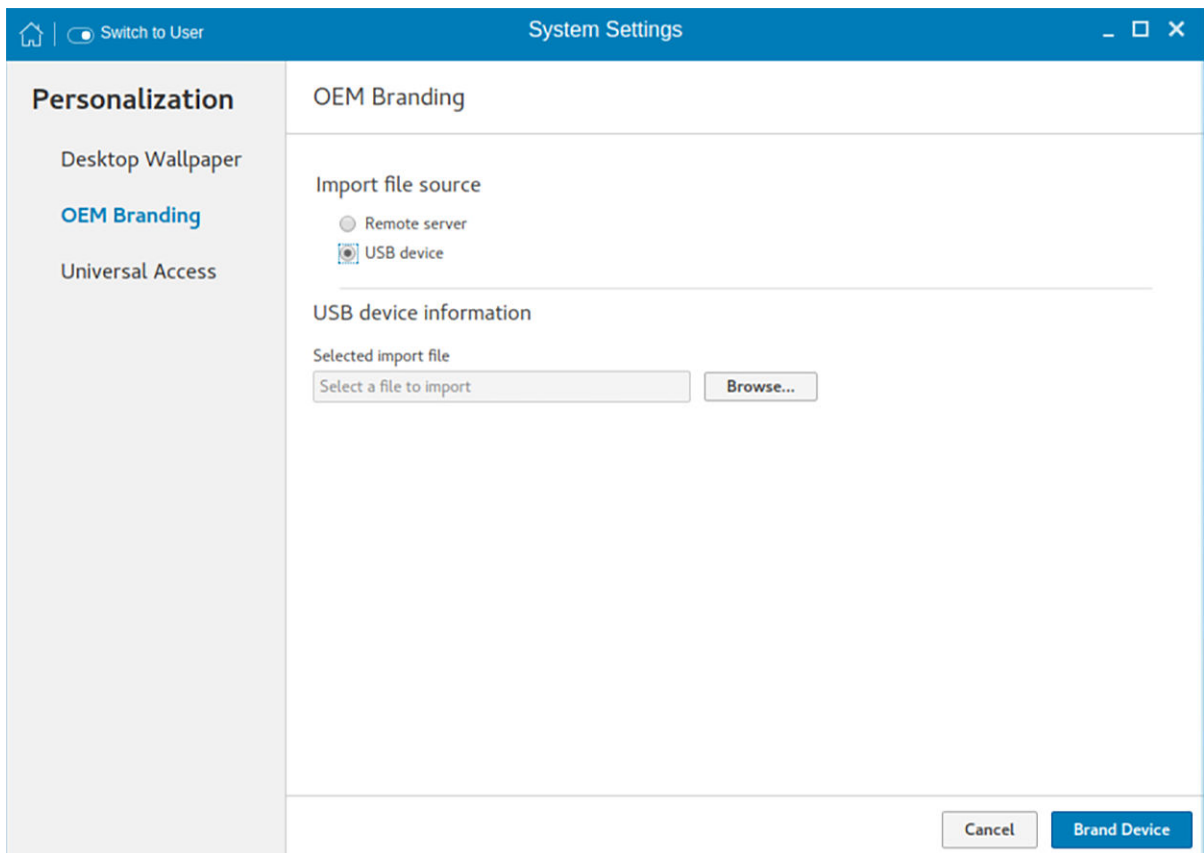 Switch to User
System Settings
Personalization
Desktop Wallpaper
OEM Branding
Universal Access
OEM Branding
Import file source
Remote server
USB device
USB device information
Selected import file
Select a file to import
Browse...
Cancel
Brand Device